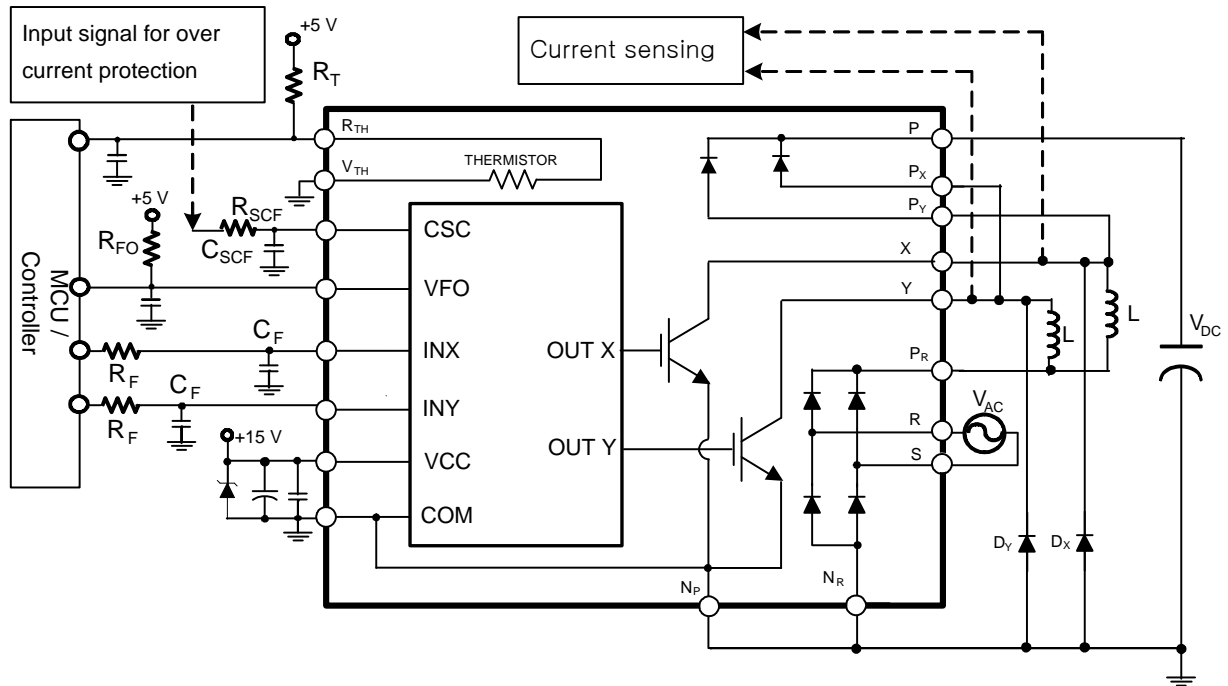 Input signal for over
current protection
+5 V
R_T
Current sensing
MCU /
Controller
R_TH
V_TH
THERMISTOR
P
P_X
P_Y
+5 V
R_FO
R_SCF
C_SCF
CSC
VFO
X
Y
L
L
V_DC
R_F
C_F
INX
OUT X
P_R
R_F
C_F
INY
V_AC
R
S
+15 V
VCC
OUT Y
COM
D_Y
D_X
N_P
N_R